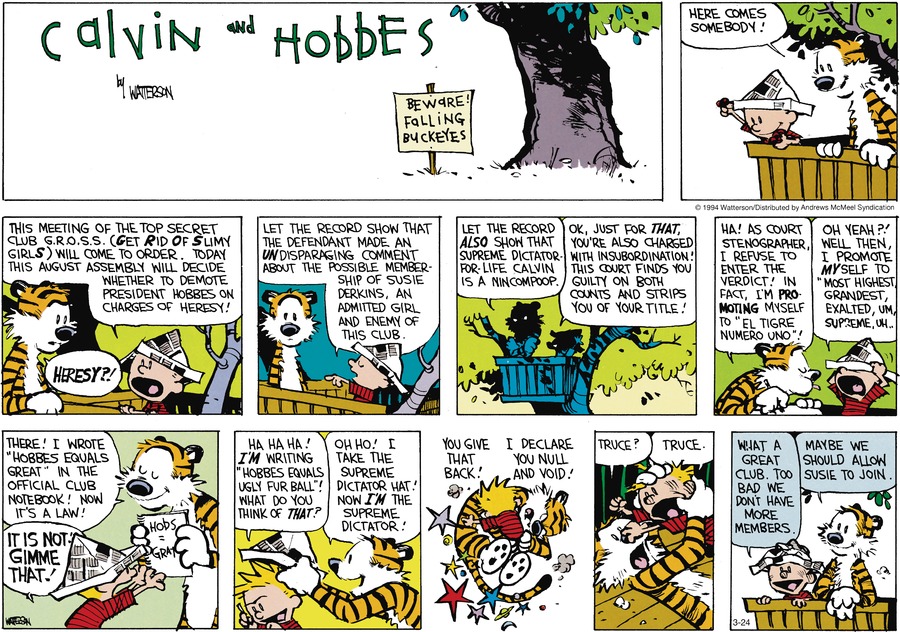 Calvin and Hobbes
by WATTERSON
BEWARE!
FALLING
BUCKEYES
HERE COMES
SOMEBODY!
© 1994 Watterson/Distributed by Andrews McMeel Syndication
THIS MEETING OF THE TOP SECRET
CLUB G.R.O.S.S. (GET RID OF SLIMY
GIRLS) WILL COME TO ORDER. TODAY
THIS AUGUST ASSEMBLY WILL DECIDE
WHETHER TO DEMOTE
PRESIDENT HOBBES ON
CHARGES OF HERESY!
HERESY?!
LET THE RECORD SHOW THAT
THE DEFENDANT MADE AN
UNDISPARAGING COMMENT
ABOUT THE POSSIBLE MEMBER-
SHIP OF SUSIE
DERKINS, AN
ADMITTED GIRL
AND ENEMY OF
THIS CLUB.
LET THE RECORD
ALSO SHOW THAT
SUPREME DICTATOR-
FOR-LIFE CALVIN
IS A NINCOMPOOP.
OK, JUST FOR THAT,
YOU'RE ALSO CHARGED
WITH INSUBORDINATION!
THIS COURT FINDS YOU
GUILTY ON BOTH
COUNTS AND STRIPS
YOU OF YOUR TITLE!
HA! AS COURT
STENOGRAPHER,
I REFUSE TO
ENTER THE
VERDICT! IN
FACT, I'M PRO-
MOTING MYSELF
TO "EL TIGRE
NUMERO UNO"!
OH YEAH?!
WELL THEN,
I PROMOTE
MYSELF TO
"MOST HIGHEST,
GRANDEST,
EXALTED, UM,
SUPREME, UH..
THERE! I WROTE
"HOBBES EQUALS
GREAT" IN THE
OFFICIAL CLUB
NOTEBOOK! NOW
IT'S A LAW!
IT IS NOT!
GIMME
THAT!
HOBS
=
GRAT
WATTERSON
HA HA HA!
I'M WRITING
"HOBBES EQUALS
UGLY FUR BALL"!
WHAT DO YOU
THINK OF THAT?
OH HO! I
TAKE THE
SUPREME
DICTATOR HAT!
NOW I'M THE
SUPREME
DICTATOR!
YOU GIVE
THAT
BACK!
I DECLARE
YOU NULL
AND VOID!
TRUCE?
TRUCE.
WHAT A
GREAT
CLUB. TOO
BAD WE
DON'T HAVE
MORE
MEMBERS.
MAYBE WE
SHOULD ALLOW
SUSIE TO JOIN.
3-24